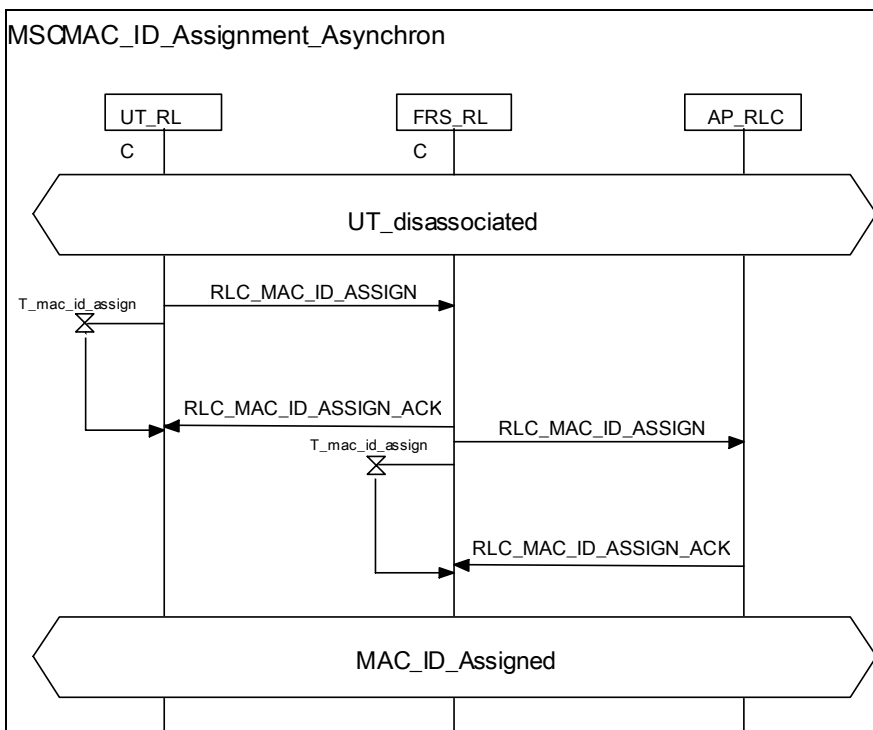 MSCMAC_ID_Assignment_Asynchron
UT_RL
C
FRS_RL
C
AP_RLC
UT_disassociated
RLC_MAC_ID_ASSIGN
T_mac_id_assign
RLC_MAC_ID_ASSIGN_ACK
RLC_MAC_ID_ASSIGN
T_mac_id_assign
RLC_MAC_ID_ASSIGN_ACK
MAC_ID_Assigned